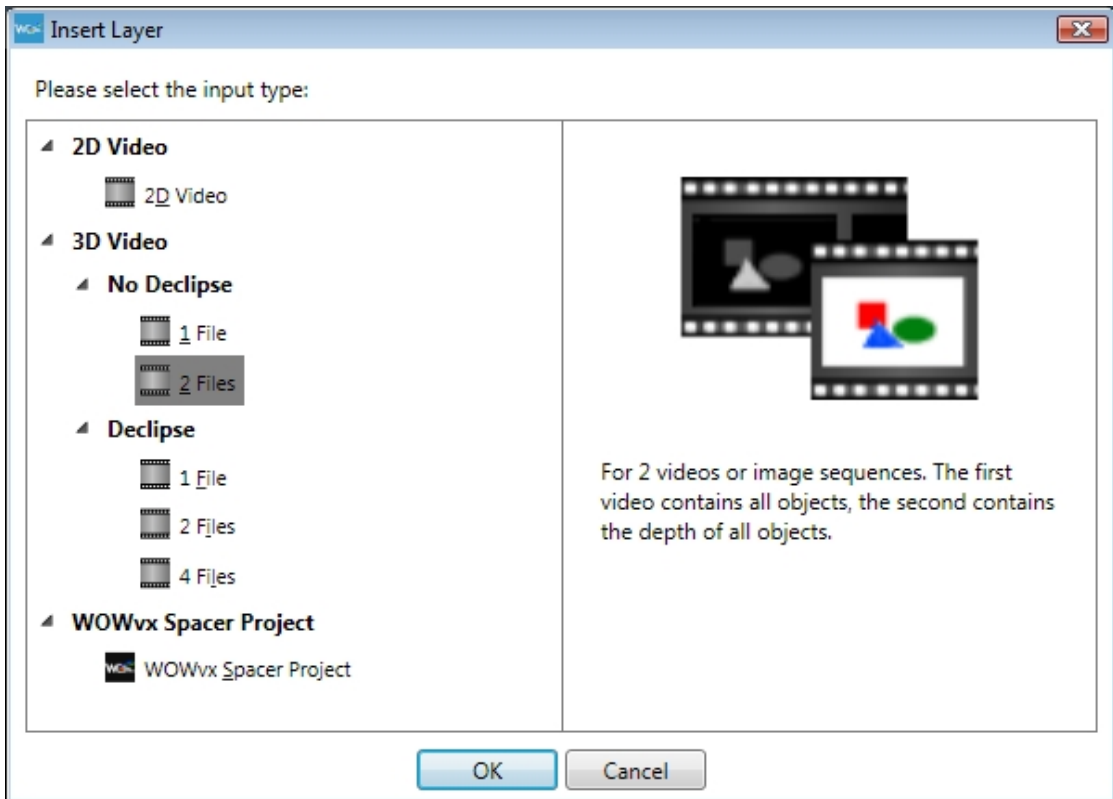 Insert Layer
Please select the input type:
2D Video
2D Video
3D Video
No Declipse
1 File
2 Files
Declipse
1 File
2 Files
4 Files
WOWvx Spacer Project
WOWvx Spacer Project
For 2 videos or image sequences. The first
video contains all objects, the second contains
the depth of all objects.
OK
Cancel